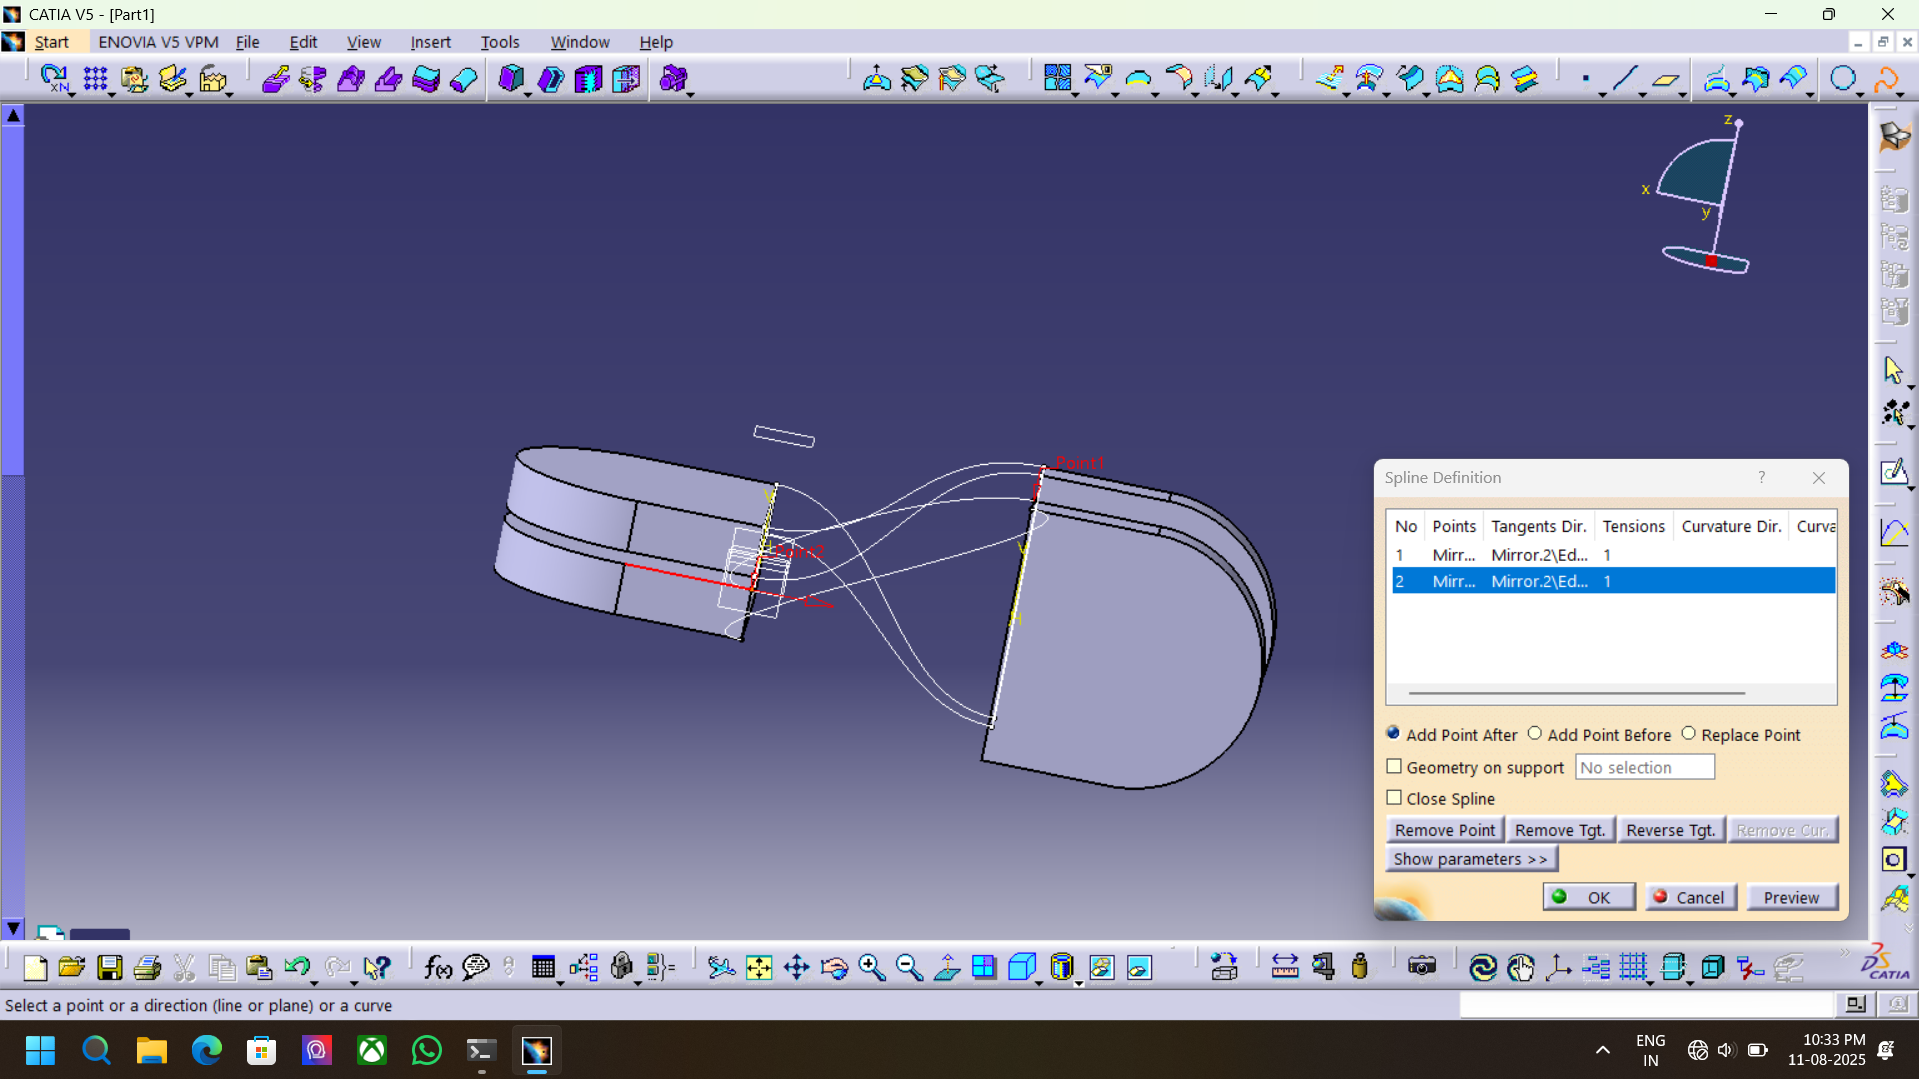 CATIA V5 - [Part1]
Start ENOVIA V5 VPM File Edit View Insert Tools Window Help
z
x
y
Point1
V
Point2
V
H
Spline Definition ?
No Points Tangents Dir. Tensions Curvature Dir. Curva
1 Mirr... Mirror.2\Ed... 1
2 Mirr... Mirror.2\Ed... 1
Add Point After Add Point Before Replace Point
Geometry on support No selection
Close Spline
Remove Point Remove Tgt. Reverse Tgt. Remove Cur.
Show parameters >>
OK Cancel Preview
f(x)
CATIA
Select a point or a direction (line or plane) or a curve
ENG
IN
10:33 PM
11-08-2025